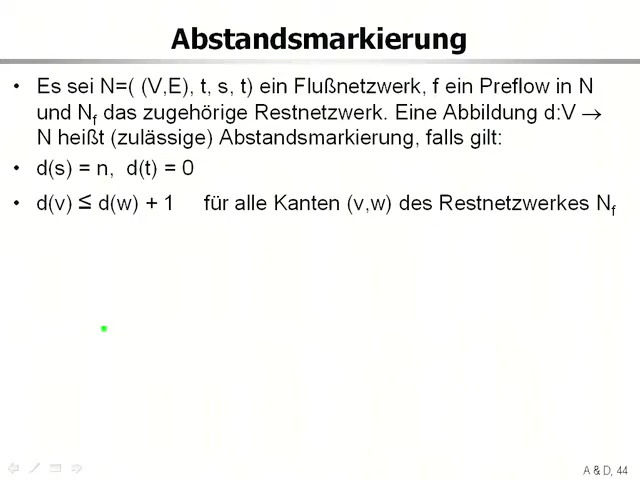 Abstandsmarkierung
• Es sei N=( (V,E), t, s, t) ein Flußnetzwerk, f ein Preflow in N
und Nf das zugehörige Restnetzwerk. Eine Abbildung d:V →
N heißt (zulässige) Abstandsmarkierung, falls gilt:
• d(s) = n, d(t) = 0
• d(v) ≤ d(w) + 1 für alle Kanten (v,w) des Restnetzwerkes Nf
A & D, 44